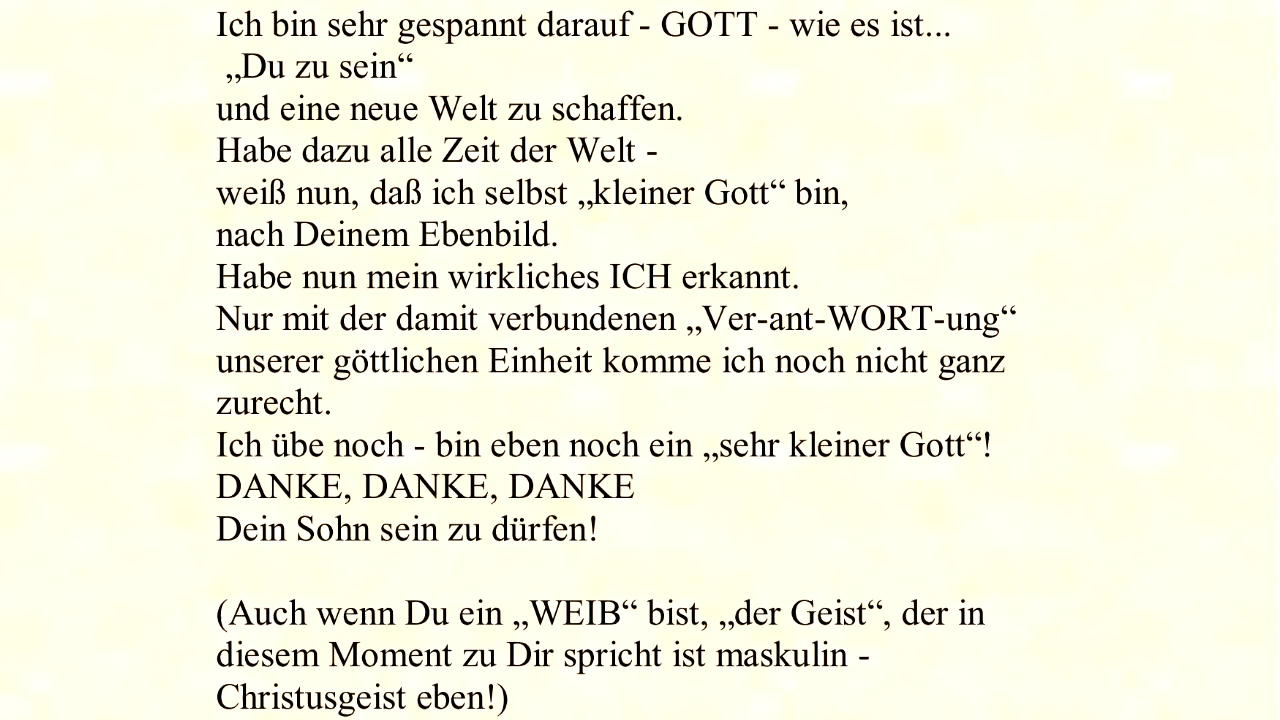 Ich bin sehr gespannt darauf - GOTT - wie es ist...
„Du zu sein“
und eine neue Welt zu schaffen.
Habe dazu alle Zeit der Welt -
weiß nun, daß ich selbst „kleiner Gott“ bin,
nach Deinem Ebenbild.
Habe nun mein wirkliches ICH erkannt.
Nur mit der damit verbundenen „Ver-ant-WORT-ung“
unserer göttlichen Einheit komme ich noch nicht ganz
zurecht.
Ich übe noch - bin eben noch ein „sehr kleiner Gott“!
DANKE, DANKE, DANKE
Dein Sohn sein zu dürfen!
(Auch wenn Du ein „WEIB“ bist, „der Geist“, der in
diesem Moment zu Dir spricht ist maskulin -
Christusgeist eben!)